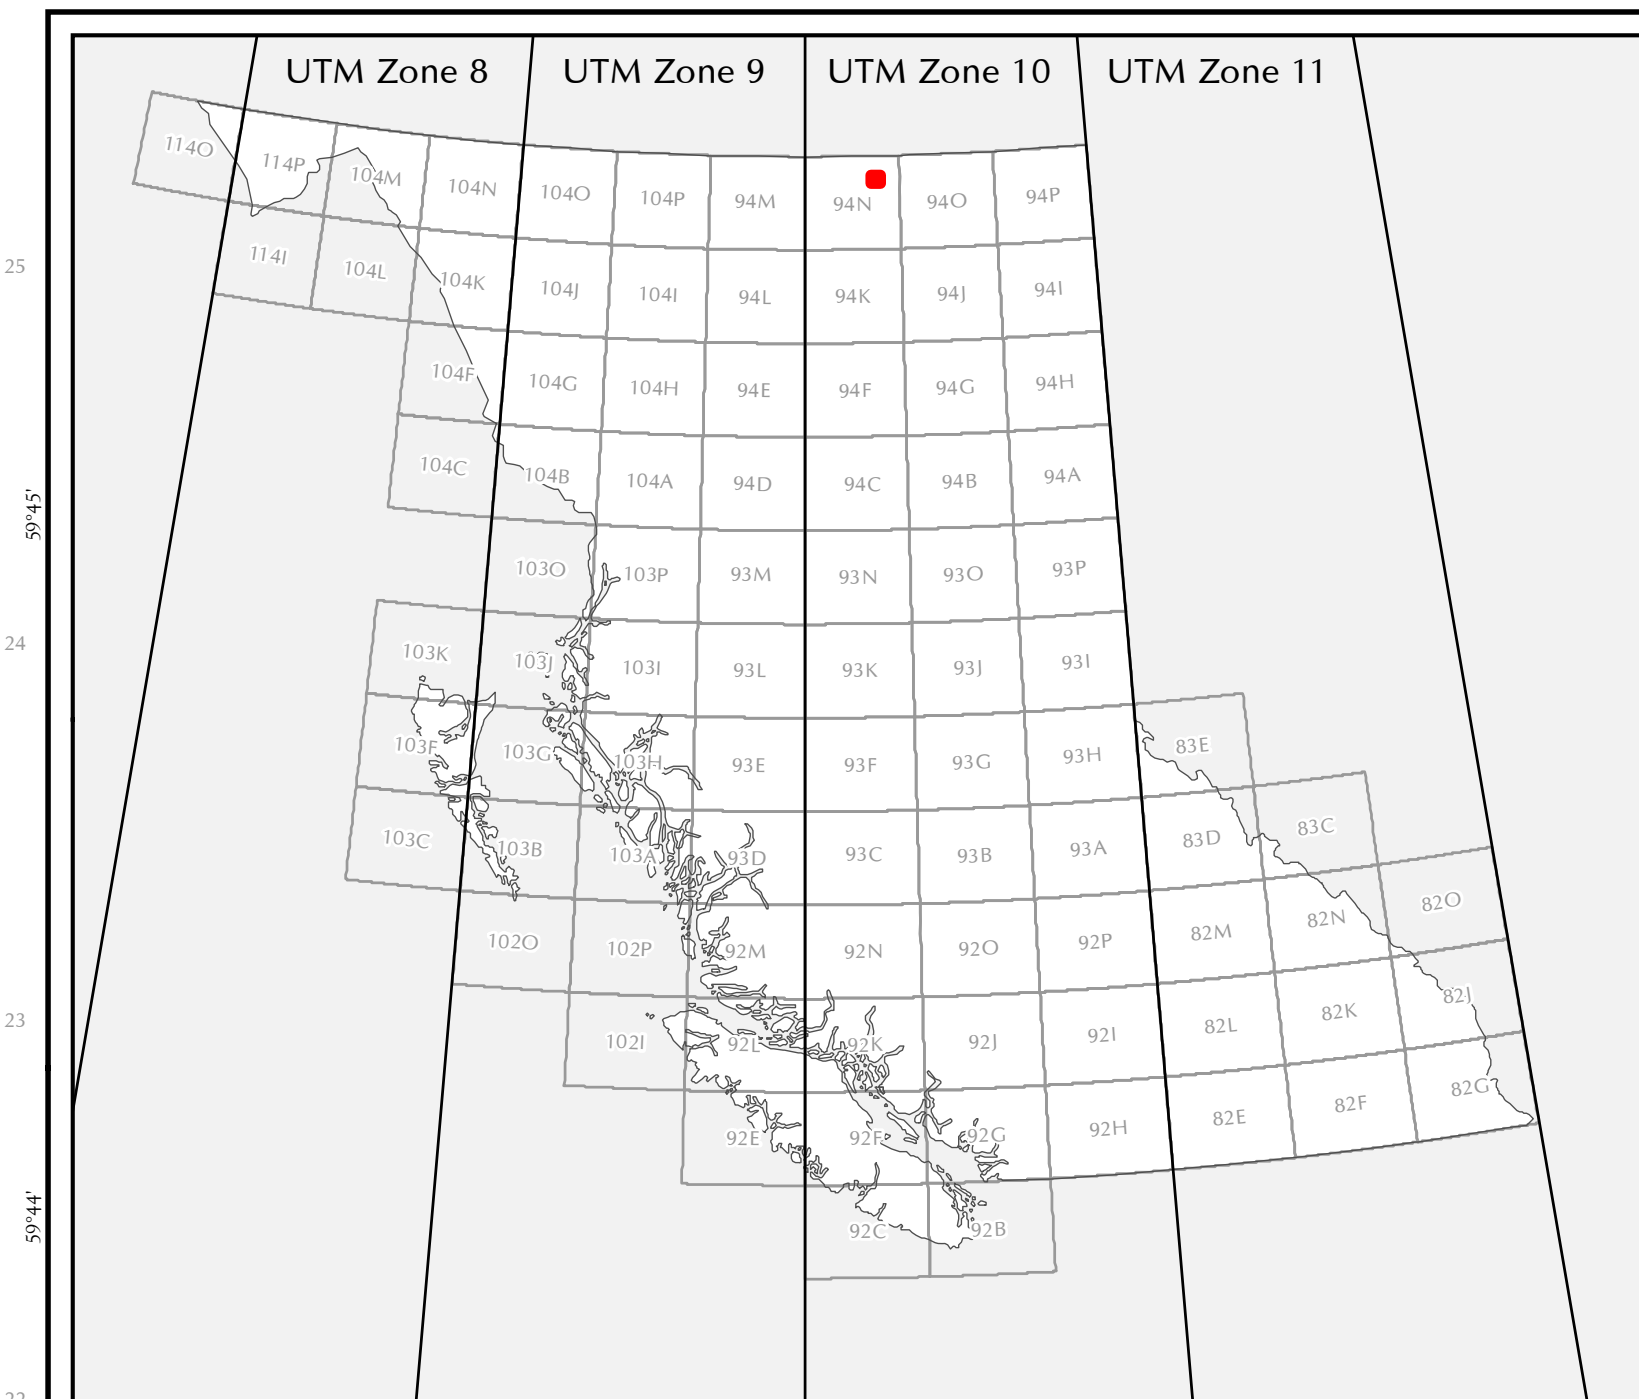 UTM Zone 8 UTM Zone 9 UTM Zone 10 UTM Zone 11
114O 114P 104M 104N 104O 104P 94M 94N 94O 94P
114I 104L 104K 104J 104I 94L 94K 94J 94I
25
104F 104G 104H 94E 94F 94G 94H
104C 104B 104A 94D 94C 94B 94A
59°45'
103O 103P 93M 93N 93O 93P
24
103K 103J 103I 93L 93K 93J 93I
103F 103G 103H 93E 93F 93G 93H 83E
103C 103B 103A 93D 93C 93B 93A 83D 83C
102O 102P 92M 92N 92O 92P 82M 82N 82O
23
102I 92L 92K 92J 92I 82L 82K 82J
92E 92F 92G 92H 82E 82F 82G
59°44'
92C 92B